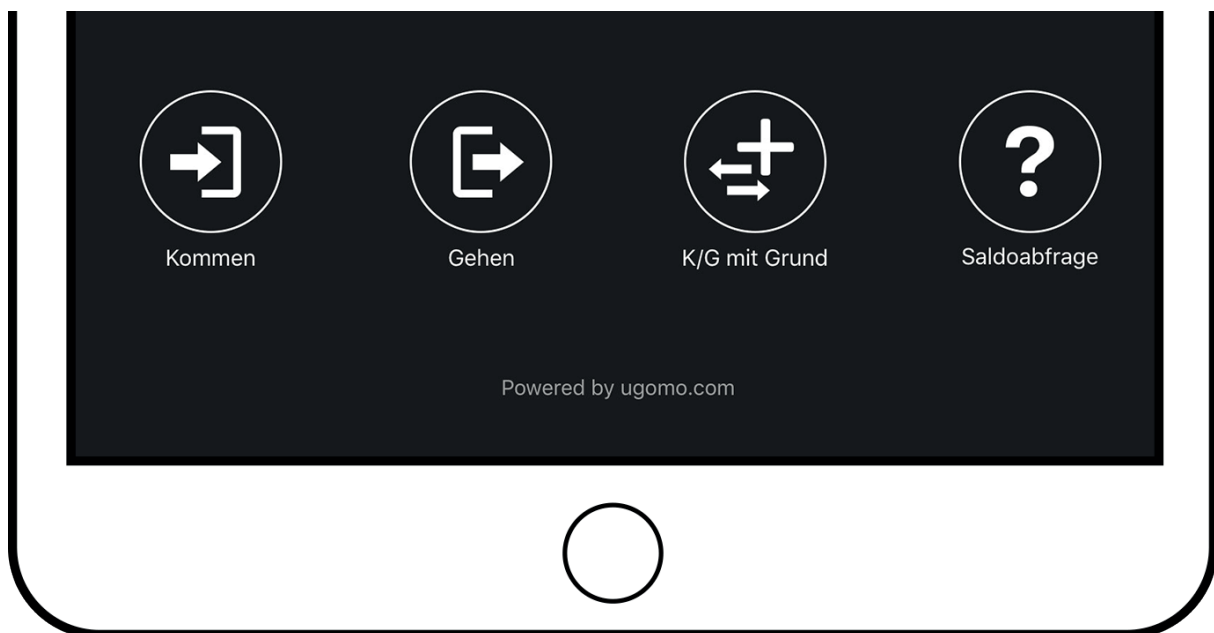 Kommen
Gehen
K/G mit Grund
Saldoabfrage
Powered by ugomo.com